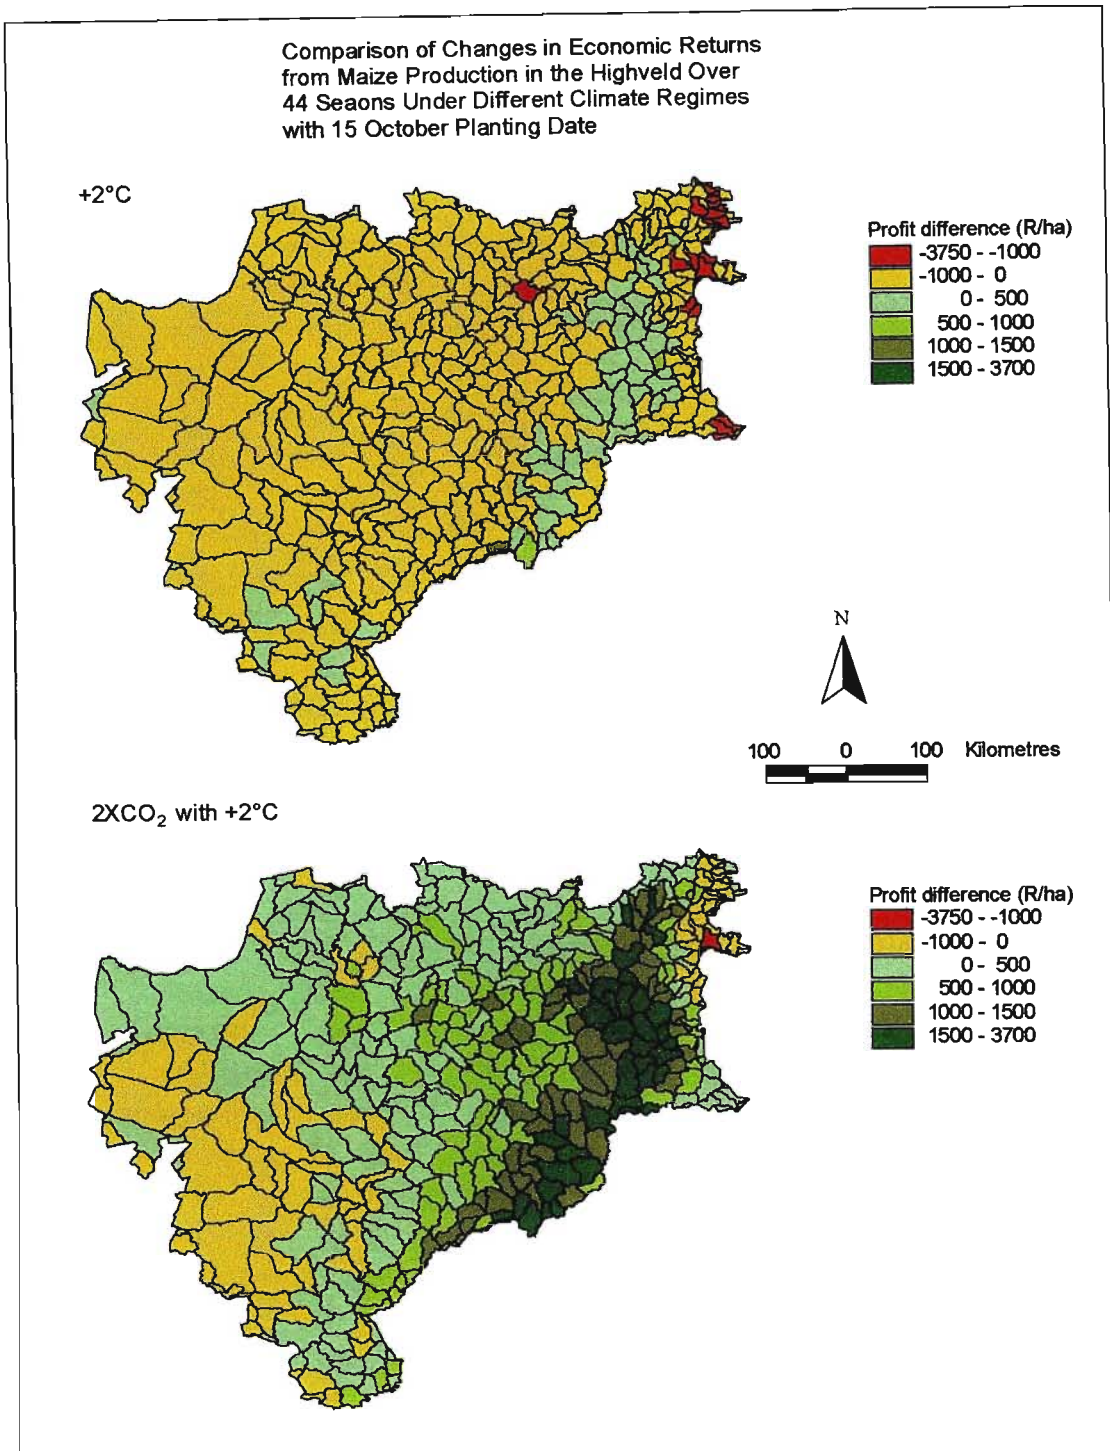 Comparison of Changes in Economic Returns
from Maize Production in the Highveld Over
44 Seaons Under Different Climate Regimes
with 15 October Planting Date
+2°C
Profit difference (R/ha)
-3750 - -1000
-1000 - 0
0 - 500
500 - 1000
1000 - 1500
1500 - 3700
N
100 0 100 Kilometres
2XCO₂ with +2°C
Profit difference (R/ha)
-3750 - -1000
-1000 - 0
0 - 500
500 - 1000
1000 - 1500
1500 - 3700